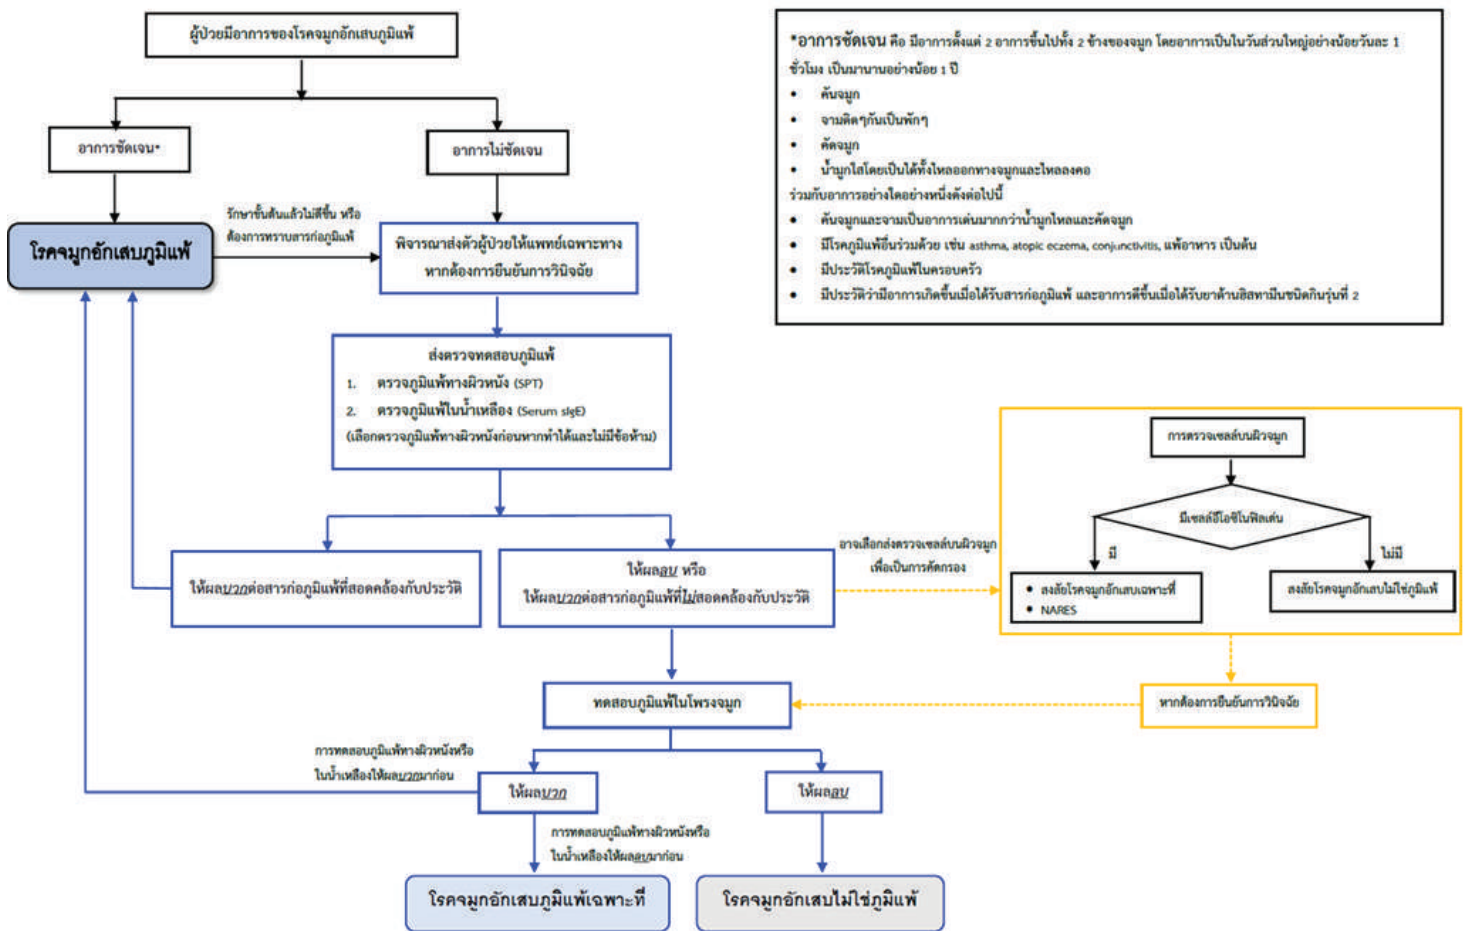 ผู้ป่วยมีอาการของโรคจมูกอักเสบภูมิแพ้
อาการชัดเจน*
อาการไม่ชัดเจน
*อาการชัดเจน คือ มีอาการตั้งแต่ 2 อาการขึ้นไปทั้ง 2 ข้างของจมูก โดยอาการเป็นในวันส่วนใหญ่อย่างน้อยวันละ 1
ชั่วโมง เป็นมานานอย่างน้อย 1 ปี
• คันจมูก
• จามติดๆกันเป็นพักๆ
• คัดจมูก
• น้ำมูกใสโดยเป็นได้ทั้งไหลออกทางจมูกและไหลลงคอ
ร่วมกับอาการอย่างใดอย่างหนึ่งดังต่อไปนี้
• คันจมูกและจามเป็นอาการเด่นมากกว่าน้ำมูกไหลและคัดจมูก
• มีโรคภูมิแพ้อื่นร่วมด้วย เช่น asthma, atopic eczema, conjunctivitis, แพ้อาหาร เป็นต้น
• มีประวัติโรคภูมิแพ้ในครอบครัว
• มีประวัติว่ามีอาการเกิดขึ้นเมื่อได้รับสารก่อภูมิแพ้ และอาการดีขึ้นเมื่อได้รับยาต้านฮิสทามีนชนิดกินรุ่นที่ 2
โรคจมูกอักเสบภูมิแพ้
รักษาขั้นต้นแล้วไม่ดีขึ้น หรือ
ต้องการทราบสารก่อภูมิแพ้
พิจารณาส่งตัวผู้ป่วยให้แพทย์เฉพาะทาง
หากต้องการยืนยันการวินิจฉัย
ส่งตรวจทดสอบภูมิแพ้
1. ตรวจภูมิแพ้ทางผิวหนัง (SPT)
2. ตรวจภูมิแพ้ในน้ำเหลือง (Serum sIgE)
(เลือกตรวจภูมิแพ้ทางผิวหนังก่อนหากทำได้และไม่มีข้อห้าม)
ให้ผลบวกต่อสารก่อภูมิแพ้ที่สอดคล้องกับประวัติ
ให้ผลลบ หรือ
ให้ผลบวกต่อสารก่อภูมิแพ้ที่ไม่สอดคล้องกับประวัติ
อาจเลือกส่งตรวจเซลล์บนผิวจมูก
เพื่อเป็นการคัดกรอง
การตรวจเซลล์บนผิวจมูก
มีเซลล์อีโอซิโนฟิลเด่น
มี
ไม่มี
• สงสัยโรคจมูกอักเสบเฉพาะที่
• NARES
สงสัยโรคจมูกอักเสบไม่ใช่ภูมิแพ้
ทดสอบภูมิแพ้ในโพรงจมูก
หากต้องการยืนยันการวินิจฉัย
การทดสอบภูมิแพ้ทางผิวหนังหรือ
ในน้ำเหลืองให้ผลบวกมาก่อน
ให้ผลบวก
ให้ผลลบ
การทดสอบภูมิแพ้ทางผิวหนังหรือ
ในน้ำเหลืองให้ผลลบมาก่อน
โรคจมูกอักเสบภูมิแพ้เฉพาะที่
โรคจมูกอักเสบไม่ใช่ภูมิแพ้